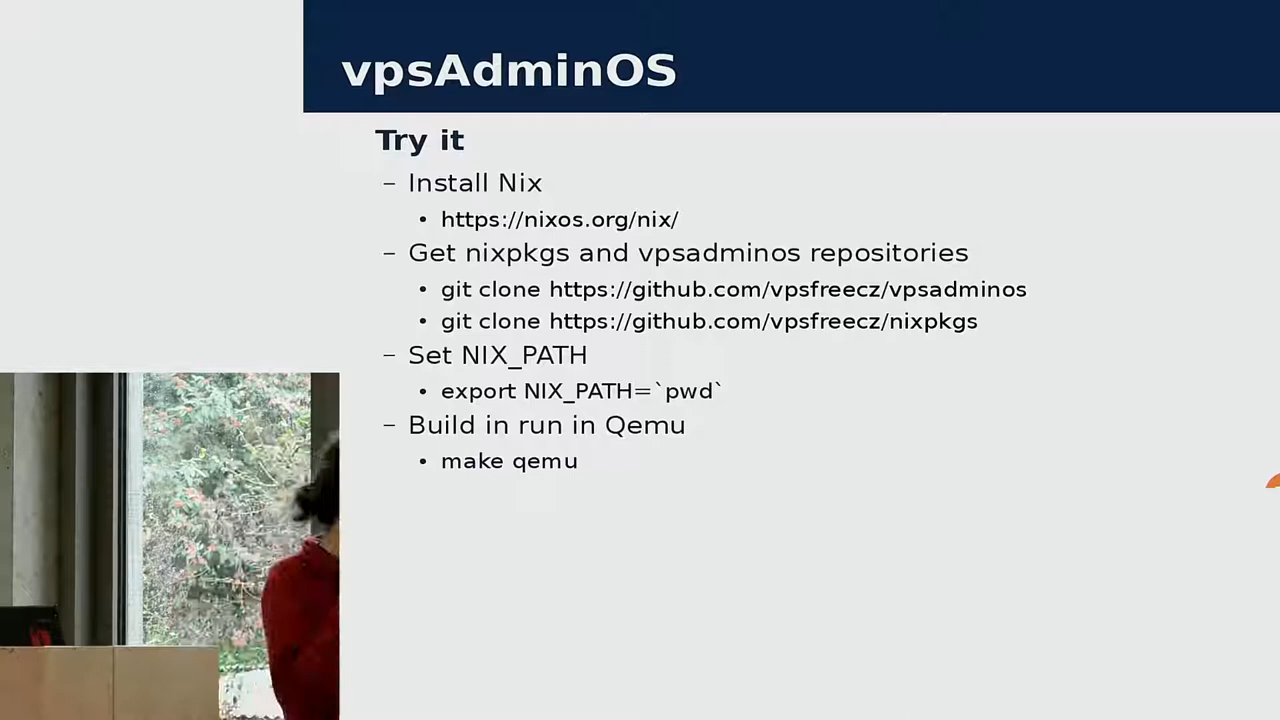 vpsAdminOS
Try it
– Install Nix
• https://nixos.org/nix/
– Get nixpkgs and vpsadminos repositories
• git clone https://github.com/vpsfreecz/vpsadminos
• git clone https://github.com/vpsfreecz/nixpkgs
– Set NIX_PATH
• export NIX_PATH=`pwd`
– Build in run in Qemu
• make qemu